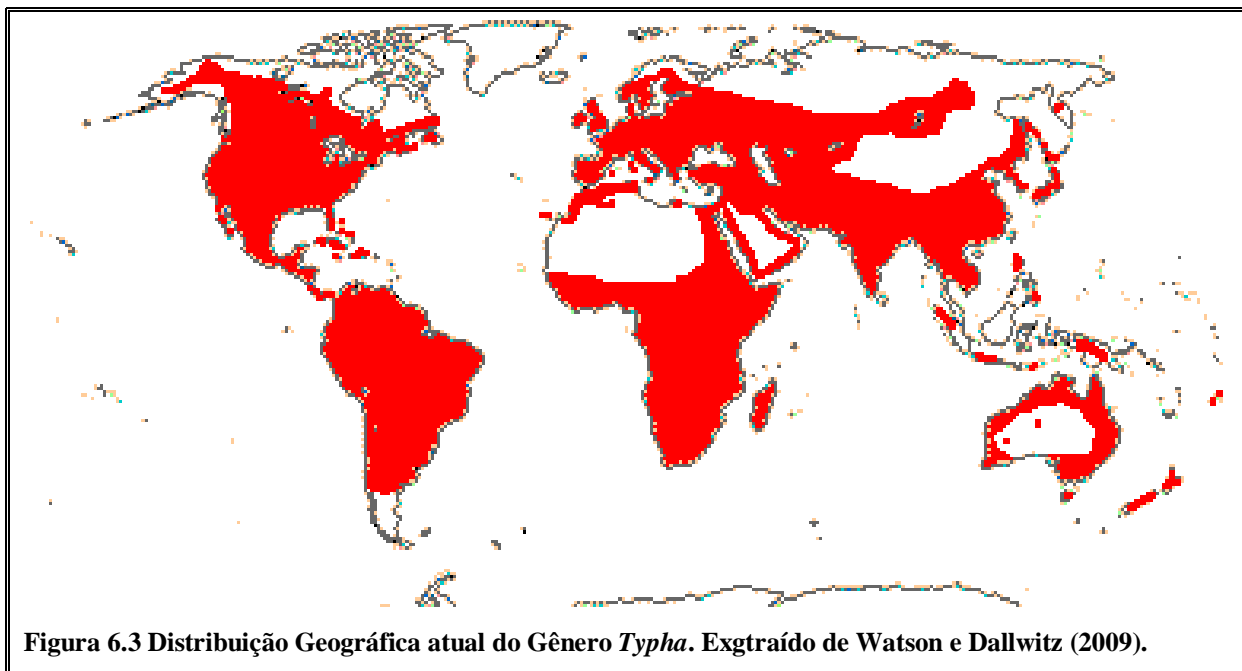 Figura 6.3 Distribuição Geográfica atual do Gênero Typha. Exgtraído de Watson e Dallwitz (2009).